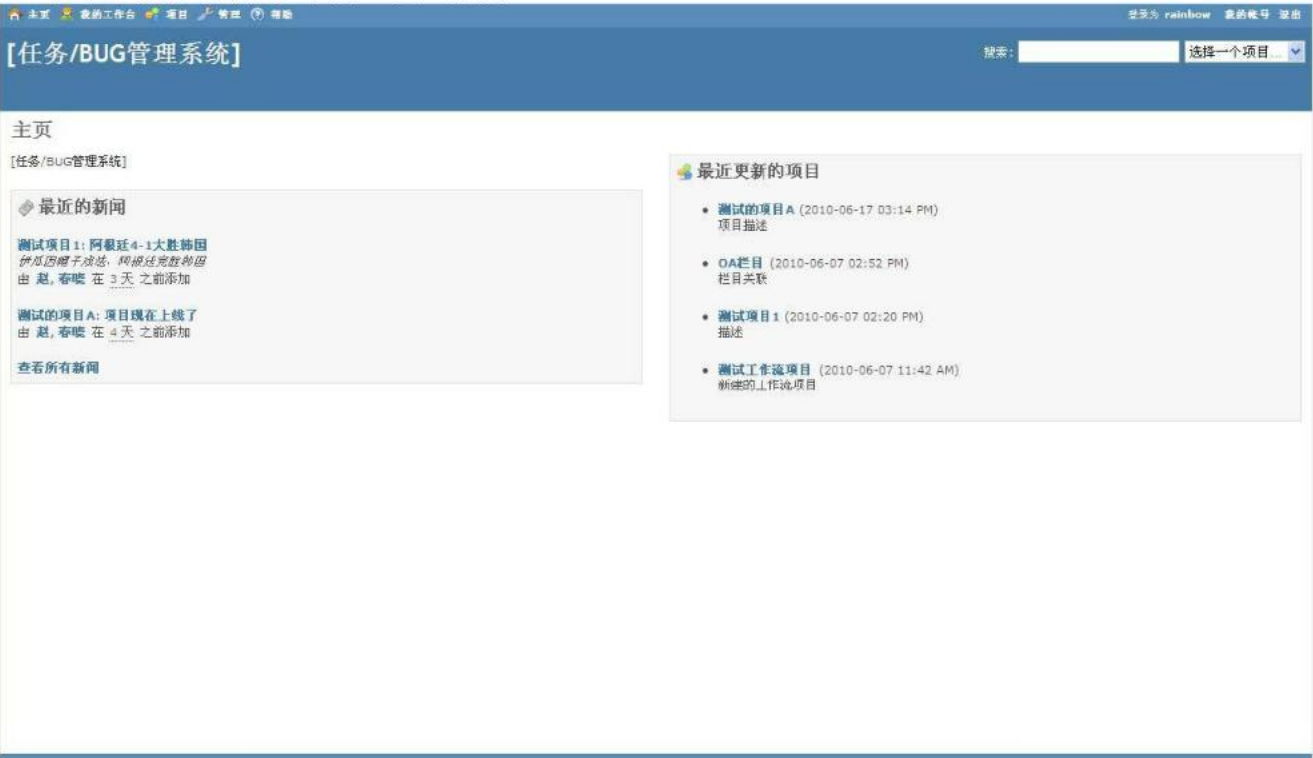 主页 我的工作台 项目 管理 帮助
登录为 rainbow 我的帐号 退出
[任务/BUG管理系统]
搜索:
选择一个项目...
主页
[任务/BUG管理系统]
最近的新闻
测试项目1: 阿根廷4-1大胜韩国
伊瓜因帽子戏法，阿根廷完胜韩国
由 赵, 春晓 在 3 天 之前添加
测试的项目A: 项目现在上线了
由 赵, 春晓 在 4 天 之前添加
查看所有新闻
最近更新的项目
测试的项目A (2010-06-17 03:14 PM)
项目描述
OA栏目 (2010-06-07 02:52 PM)
栏目关联
测试项目1 (2010-06-07 02:20 PM)
描述
测试工作流项目 (2010-06-07 11:42 AM)
新建的工作流项目